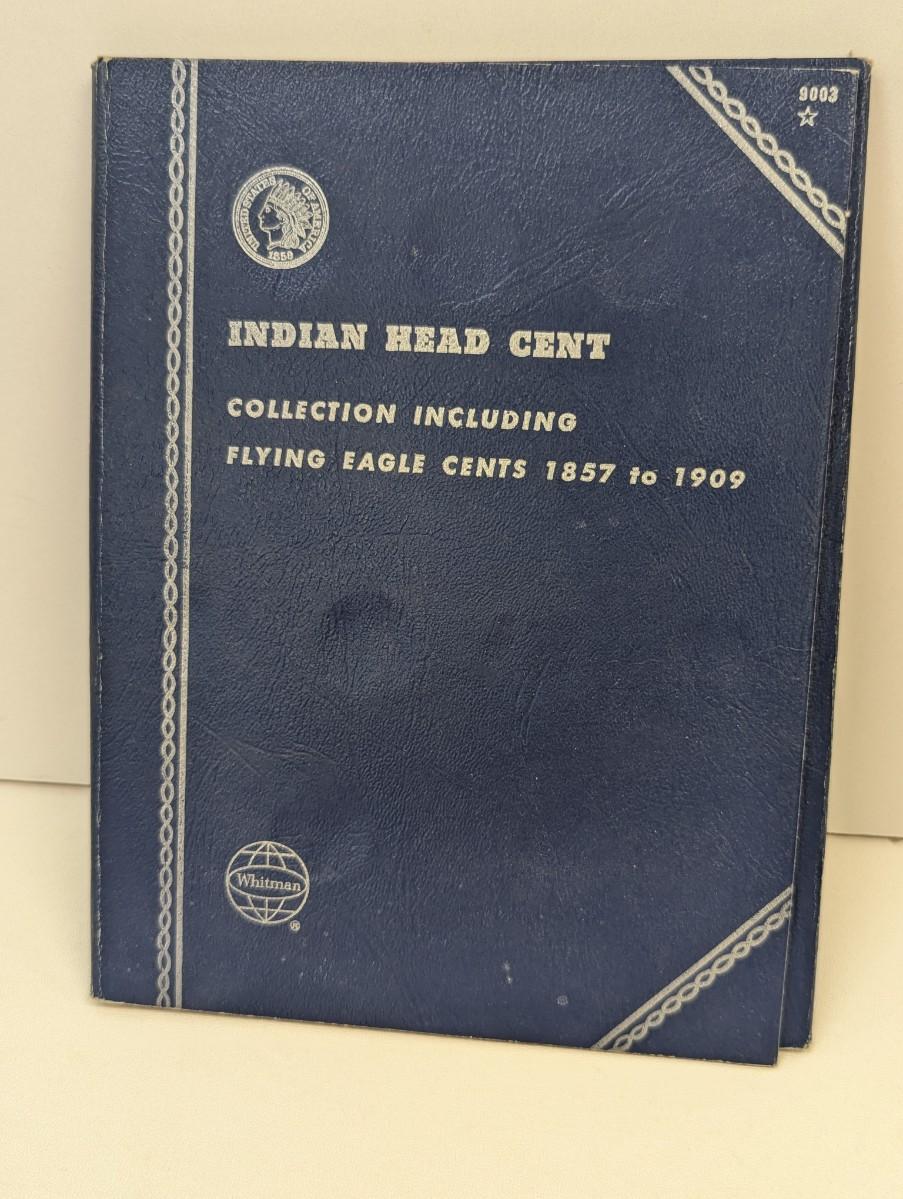 9003
UNITED STATES OF AMERICA
1859
INDIAN HEAD CENT
COLLECTION INCLUDING
FLYING EAGLE CENTS 1857 to 1909
Whitman
®